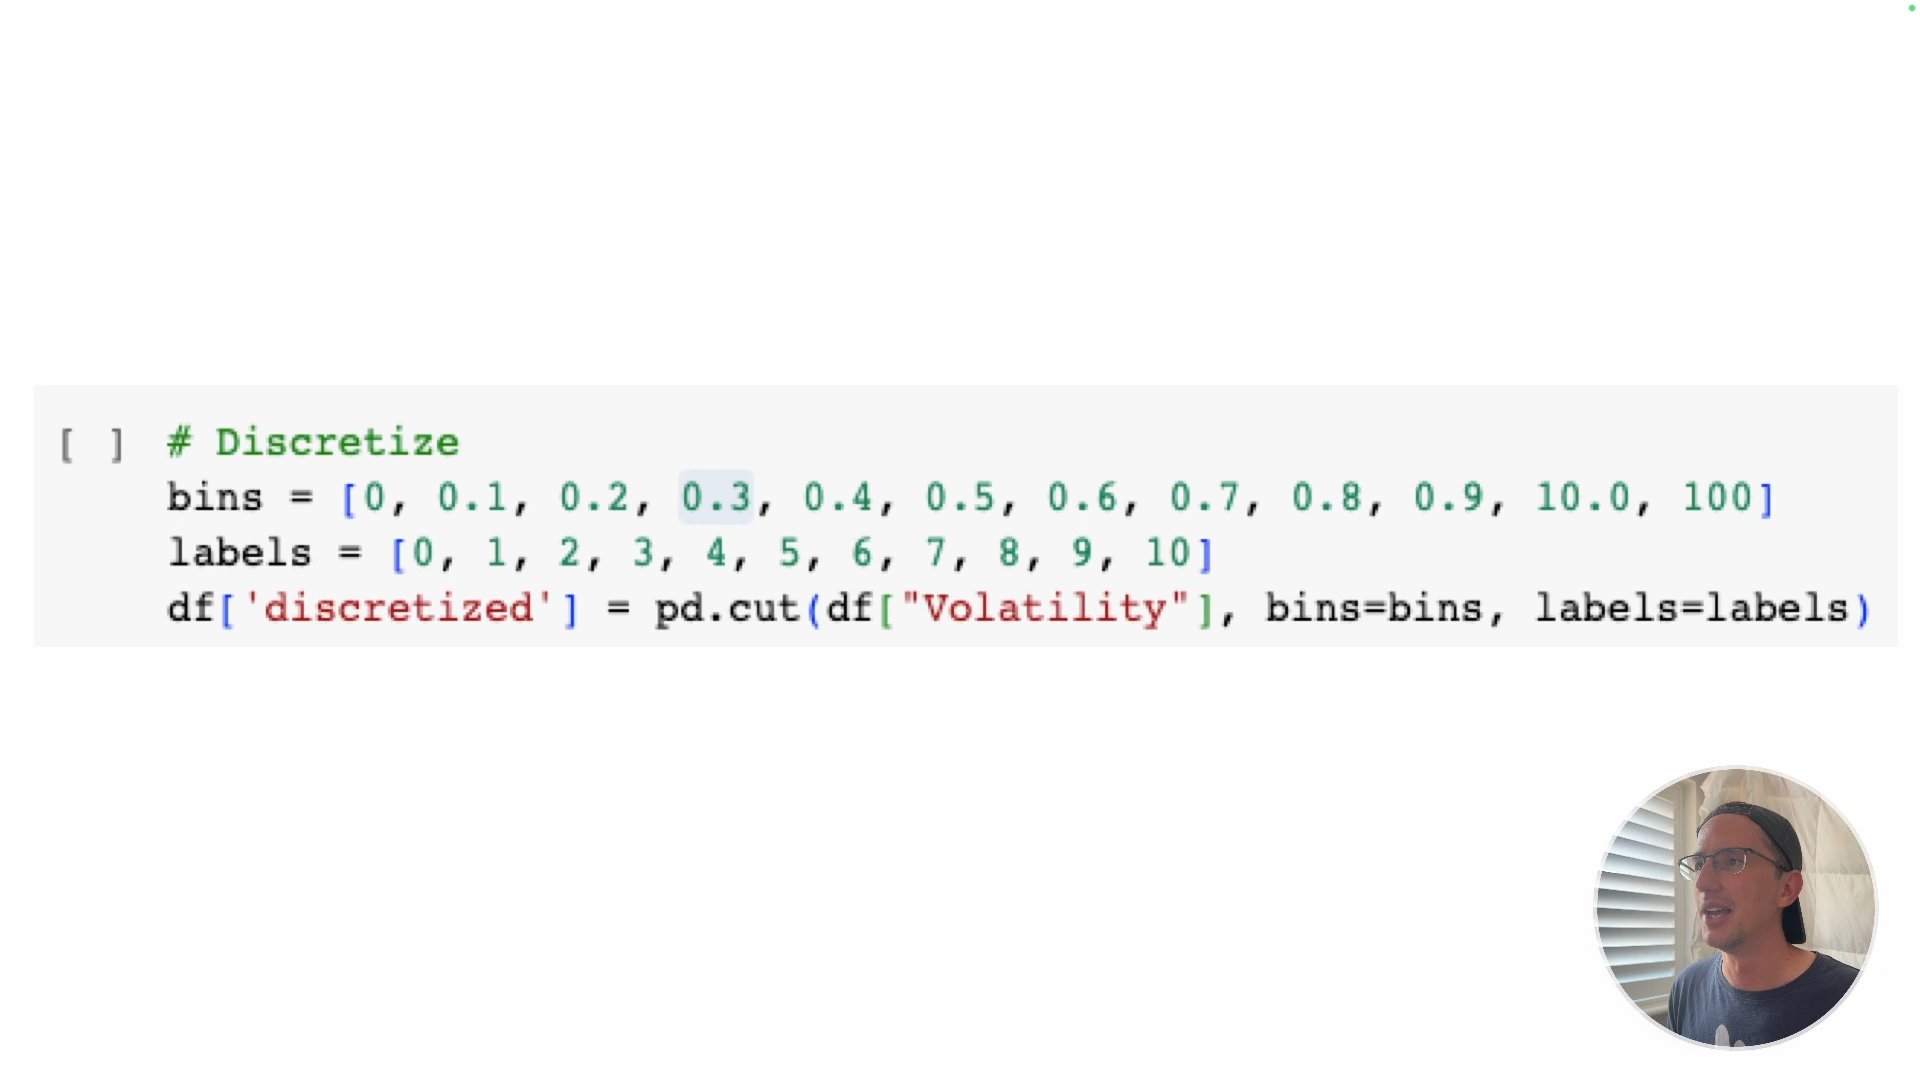 [ ] # Discretize
bins = [0, 0.1, 0.2, 0.3, 0.4, 0.5, 0.6, 0.7, 0.8, 0.9, 10.0, 100]
labels = [0, 1, 2, 3, 4, 5, 6, 7, 8, 9, 10]
df['discretized'] = pd.cut(df["Volatility"], bins=bins, labels=labels)